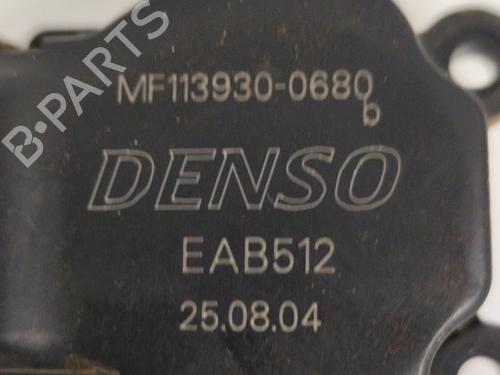 MF113930-0680
b
DENSO
EAB512
25.08.04
B-PARTS